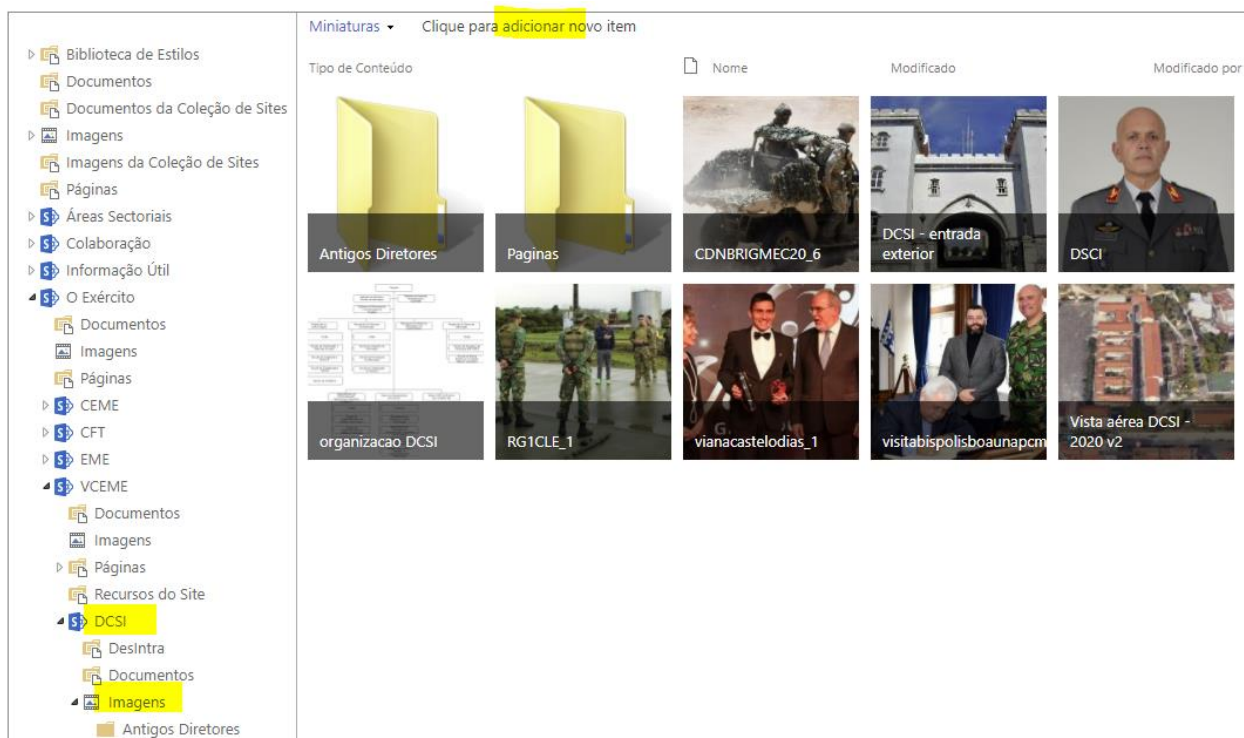 Miniaturas
Clique para adicionar novo item
Tipo de Conteúdo
Nome
Modificado
Modificado por
Biblioteca de Estilos
Documentos
Documentos da Coleção de Sites
Imagens
Imagens da Coleção de Sites
Páginas
Áreas Sectoriais
Colaboração
Informação Útil
O Exército
Documentos
Imagens
Páginas
CEME
CFT
EME
VCEME
Documentos
Imagens
Páginas
Recursos do Site
DCSI
DesIntra
Documentos
Imagens
Antigos Diretores
Antigos Diretores
Paginas
CDNBRIGMEC20_6
DCSI - entrada
exterior
DSCI
organizacao DCSI
RG1CLE_1
vianacastelodias_1
visitabispolisboaunapcm
Vista aérea DCSI -
2020 v2